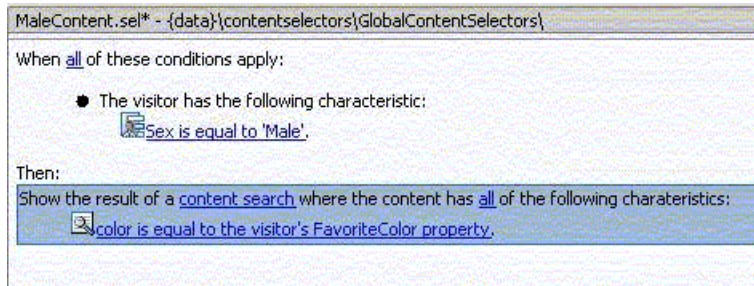 MaleContent.sel* - {data}\contentselectors\GlobalContentSelectors\
When all of these conditions apply:
The visitor has the following characteristic:
Sex is equal to 'Male'.
Then:
Show the result of a content search where the content has all of the following charateristics:
color is equal to the visitor's FavoriteColor property.